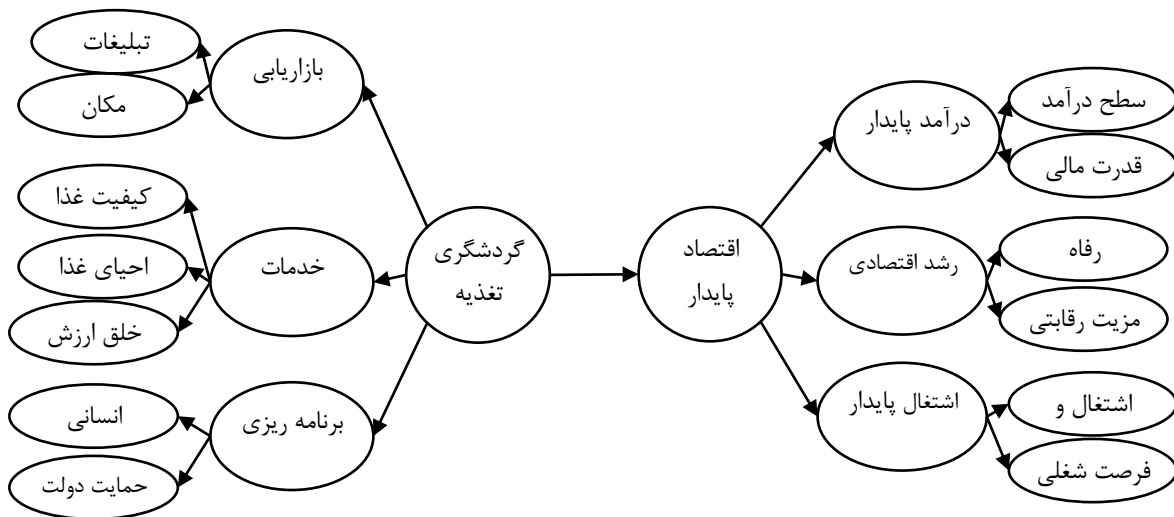 تبلیغات
مکان
بازاریابی
کیفیت غذا
احیای غذا
خلق ارزش
خدمات
انسانی
حمایت دولت
برنامه ریزی
گردشگری
تغذیه
اقتصاد
پایدار
درآمد پایدار
سطح درآمد
قدرت مالی
رشد اقتصادی
رفاه
مزیت رقابتی
اشتغال پایدار
اشتغال و
فرصت شغلی